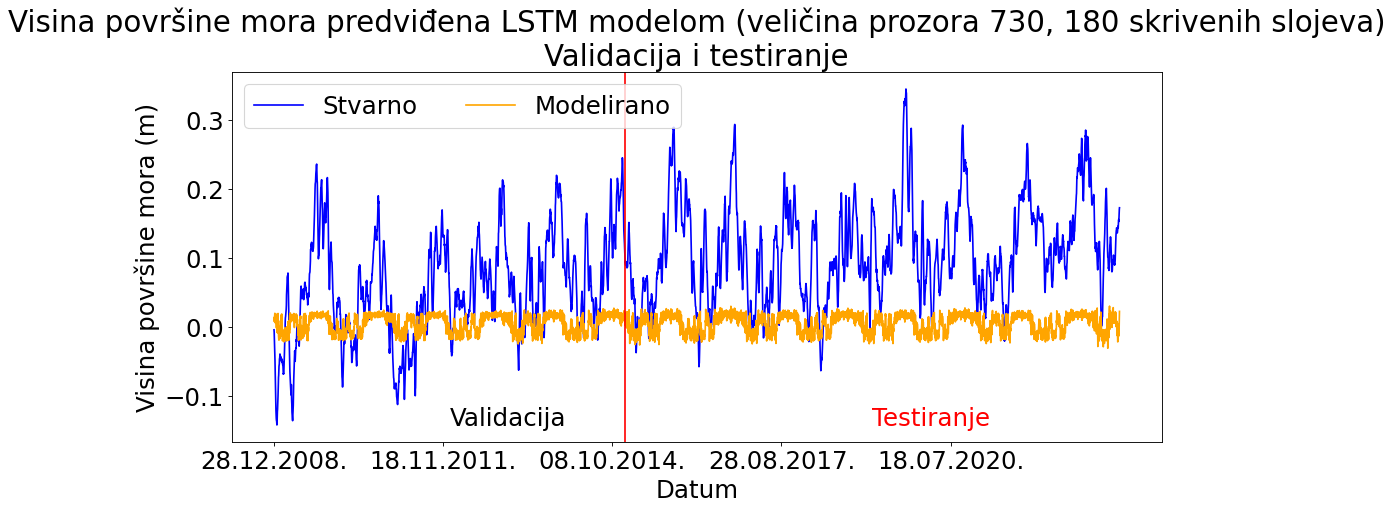 Visina površine mora predviđena LSTM modelom (veličina prozora 730, 180 skrivenih slojeva)
Validacija i testiranje
Stvarno
Modelirano
Visina površine mora (m)
0.3
0.2
0.1
0.0
−0.1
Validacija
Testiranje
28.12.2008.
18.11.2011.
08.10.2014.
28.08.2017.
18.07.2020.
Datum